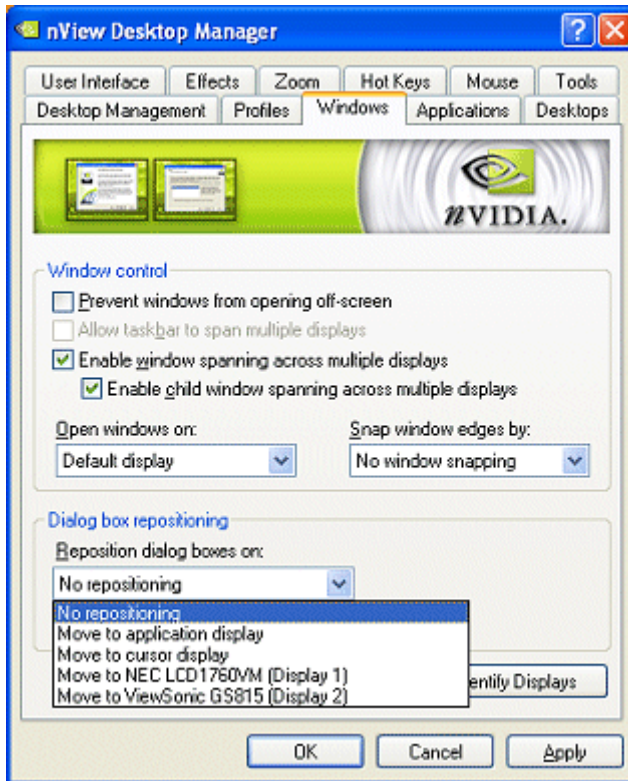 nView Desktop Manager
User Interface Effects Zoom Hot Keys Mouse Tools
Desktop Management Profiles Windows Applications Desktops
nVIDIA.
Window control
Prevent windows from opening off-screen
Allow taskbar to span multiple displays
Enable window spanning across multiple displays
Enable child window spanning across multiple displays
Open windows on: Snap window edges by:
Default display No window snapping
Dialog box repositioning
Reposition dialog boxes on:
No repositioning
No repositioning
Move to application display
Move to cursor display
Move to NEC LCD1760VM (Display 1)
Move to ViewSonic GS815 (Display 2)
entify Displays
OK Cancel Apply